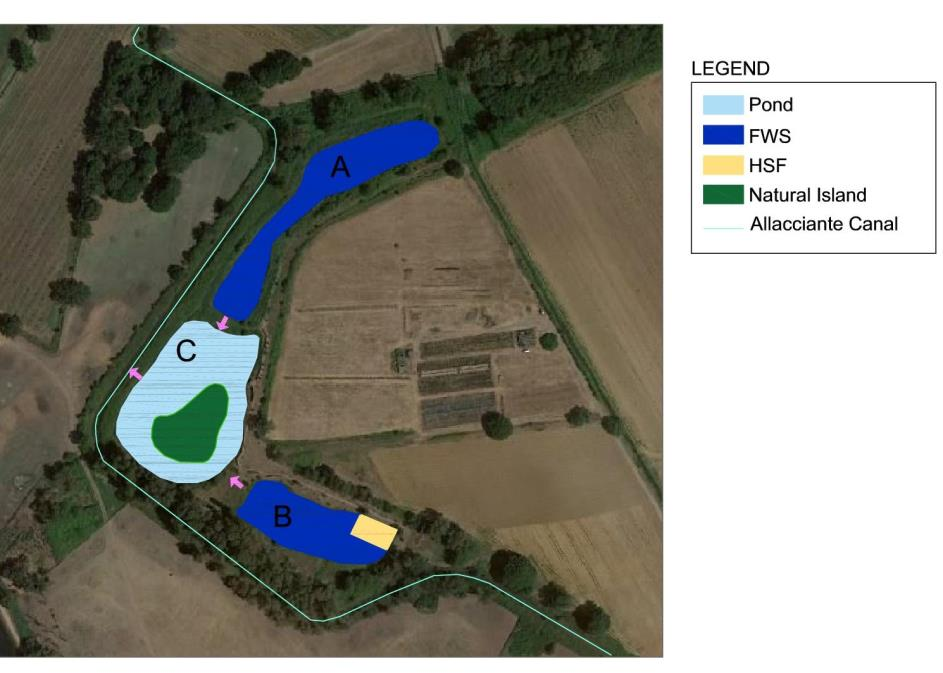 A
C
B
LEGEND
Pond
FWS
HSF
Natural Island
Allacciante Canal